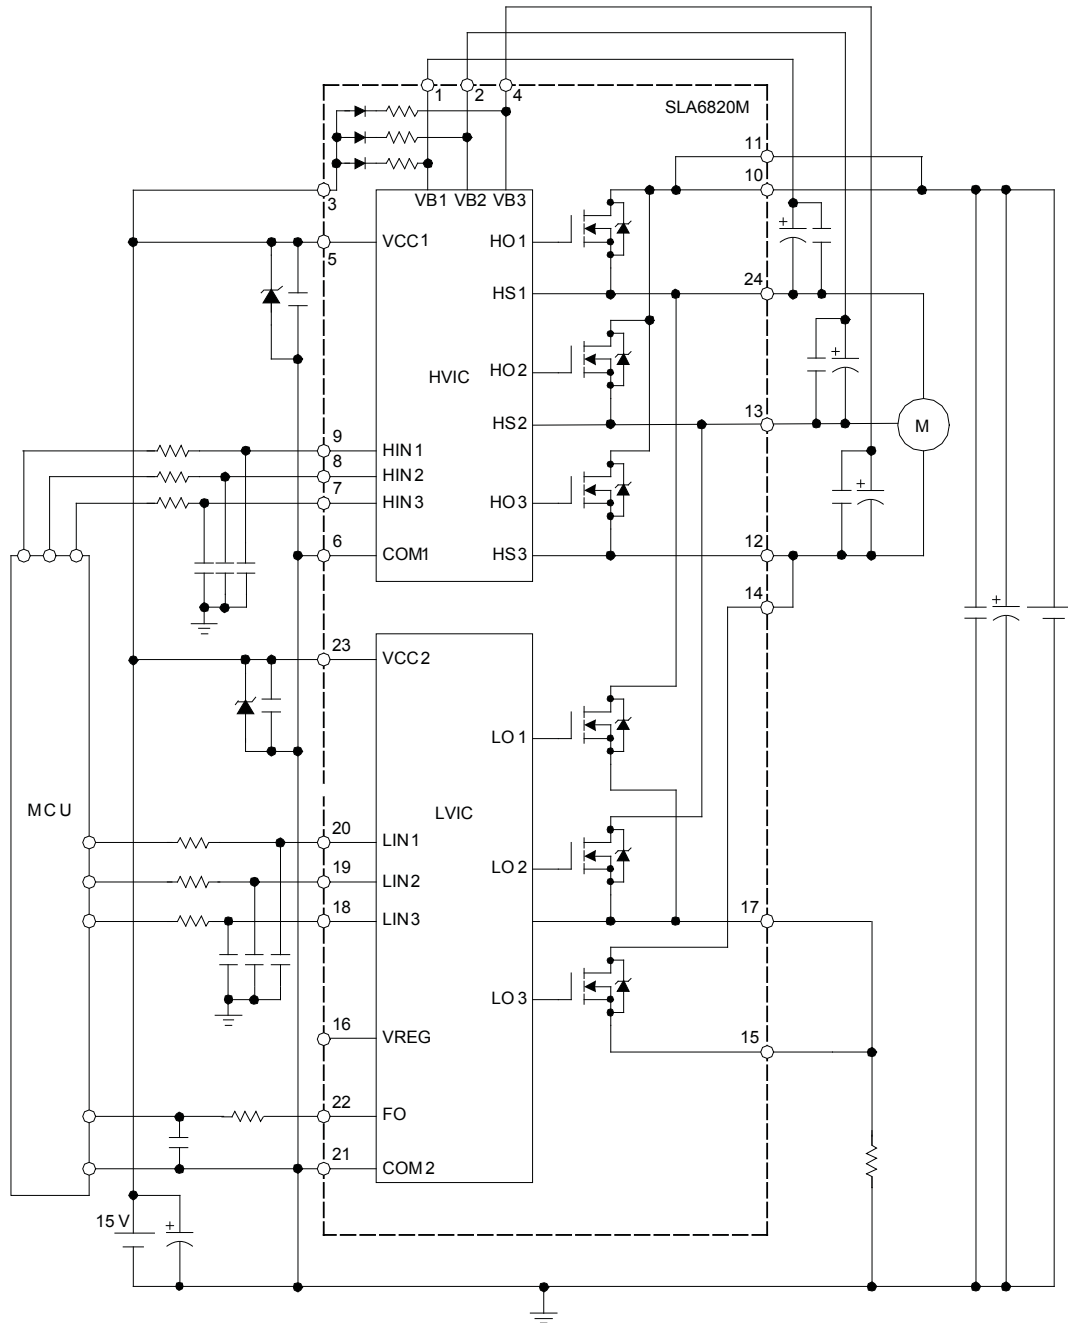 1
2
4
SLA6820M
11
10
3
VB1 VB2 VB3
VCC1
HO1
5
+
HS1
24
HVIC
HO2
+
HS2
13
M
9
HIN1
8
HIN2
7
HIN3
HO3
+
6
COM1
HS3
12
14
+
23
VCC2
LO1
MCU
LVIC
20
LIN1
19
LIN2
LO2
18
LIN3
17
LO3
16
VREG
15
22
FO
21
COM2
15 V
+